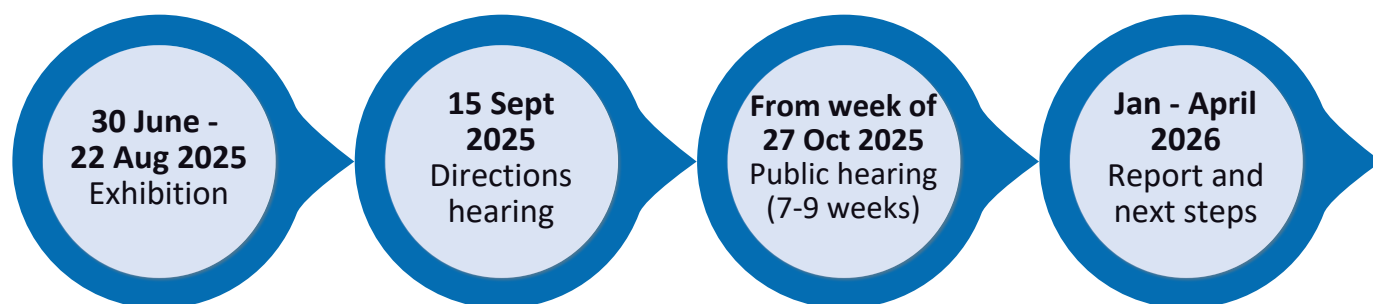 30 June -
22 Aug 2025
Exhibition
15 Sept
2025
Directions
hearing
From week of
27 Oct 2025
Public hearing
(7-9 weeks)
Jan - April
2026
Report and
next steps